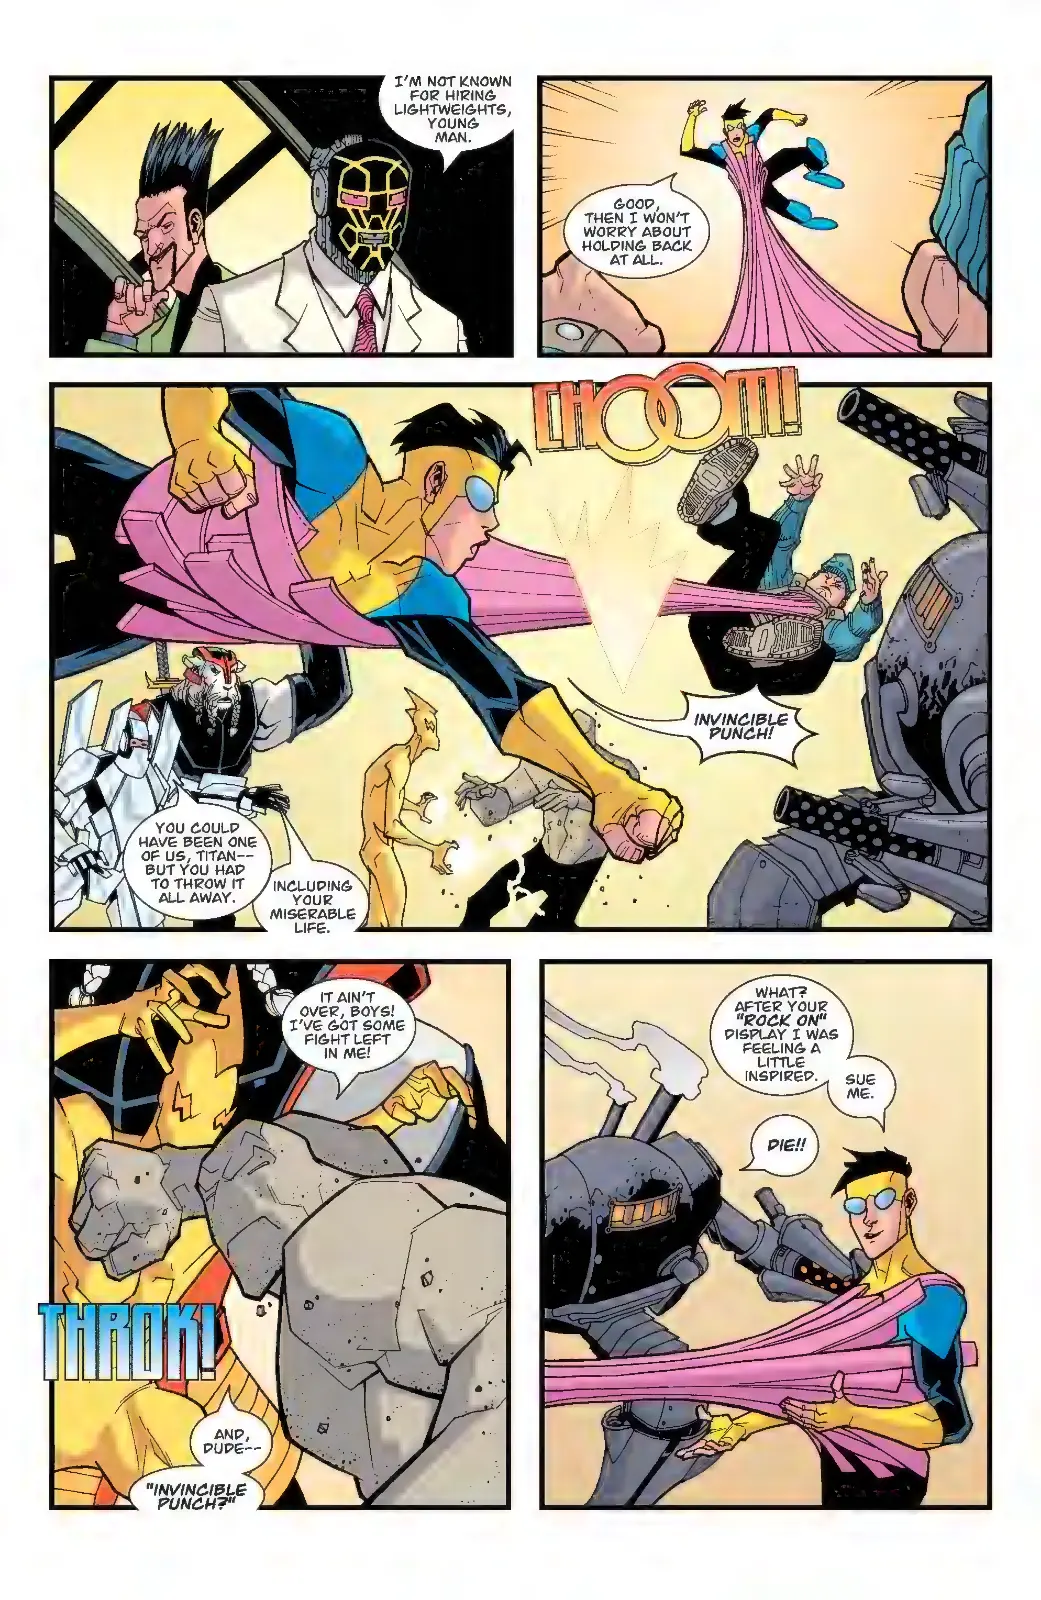 I'M NOT KNOWN
FOR HIRING
LIGHTWEIGHTS,
YOUNG
MAN.
GOOD,
THEN I WON'T
WORRY ABOUT
HOLDING BACK
AT ALL.
CHOOM!
INVINCIBLE
PUNCH!
YOU COULD
HAVE BEEN ONE
OF US, TITAN--
BUT YOU HAD
TO THROW IT
ALL AWAY.
INCLUDING
YOUR
MISERABLE
LIFE.
IT AIN'T
OVER, BOYS!
I'VE GOT SOME
FIGHT LEFT
IN ME!
THROK!
AND,
DUDE--
"INVINCIBLE
PUNCH?"
WHAT?
AFTER YOUR
"ROCK ON"
DISPLAY I WAS
FEELING A
LITTLE
INSPIRED.
SUE
ME.
DIE!!